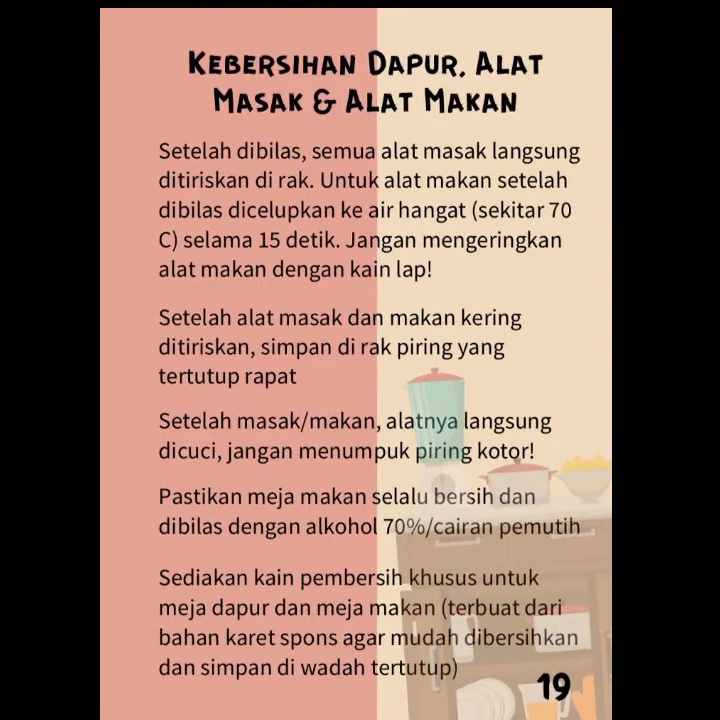 KEBERSIHAN DAPUR, ALAT
MASAK & ALAT MAKAN
Setelah dibilas, semua alat masak langsung
ditiriskan di rak. Untuk alat makan setelah
dibilas dicelupkan ke air hangat (sekitar 70
C) selama 15 detik. Jangan mengeringkan
alat makan dengan kain lap!
Setelah alat masak dan makan kering
ditiriskan, simpan di rak piring yang
tertutup rapat
Setelah masak/makan, alatnya langsung
dicuci, jangan menumpuk piring kotor!
Pastikan meja makan selalu bersih dan
dibilas dengan alkohol 70%/cairan pemutih
Sediakan kain pembersih khusus untuk
meja dapur dan meja makan (terbuat dari
bahan karet spons agar mudah dibersihkan
dan simpan di wadah tertutup)
19